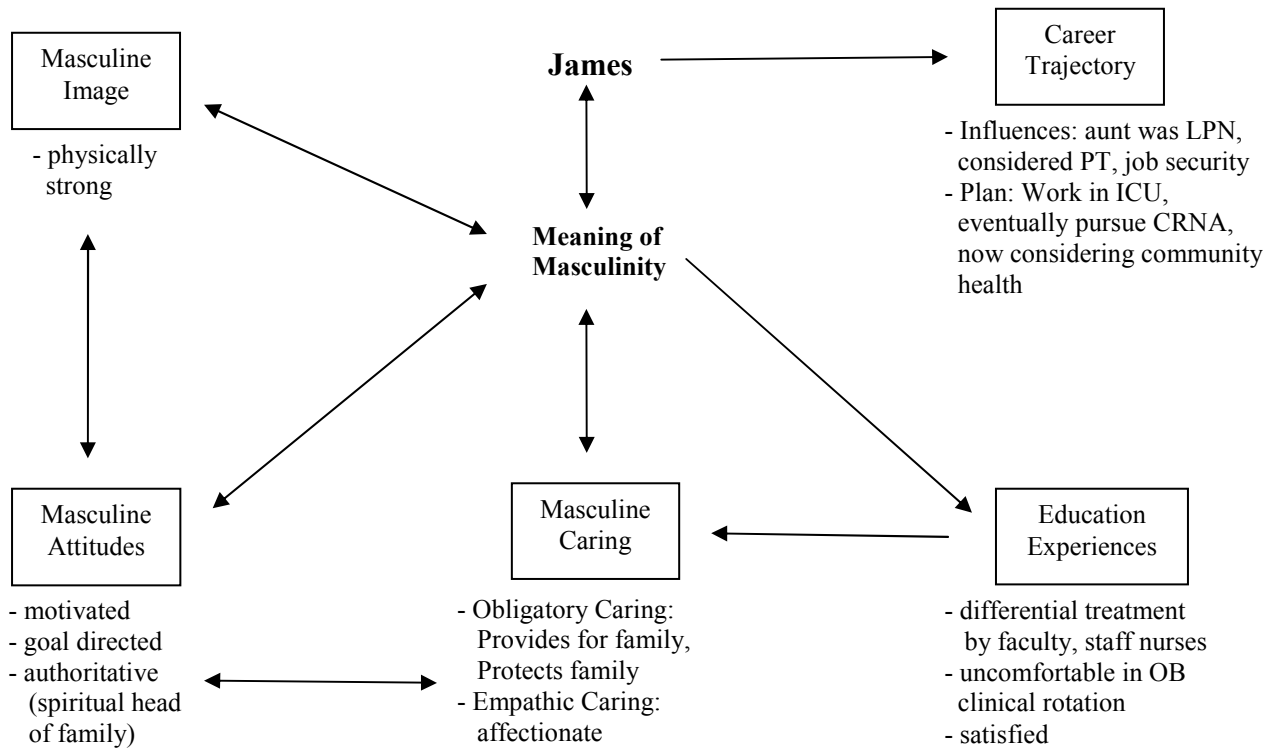 Masculine
Image
- physically
strong
James
Career
Trajectory
- Influences: aunt was LPN,
considered PT, job security
- Plan: Work in ICU,
eventually pursue CRNA,
now considering community
health
Meaning of
Masculinity
Masculine
Attitudes
- motivated
- goal directed
- authoritative
(spiritual head
of family)
Masculine
Caring
- Obligatory Caring:
Provides for family,
Protects family
- Empathic Caring:
affectionate
Education
Experiences
- differential treatment
by faculty, staff nurses
- uncomfortable in OB
clinical rotation
- satisfied